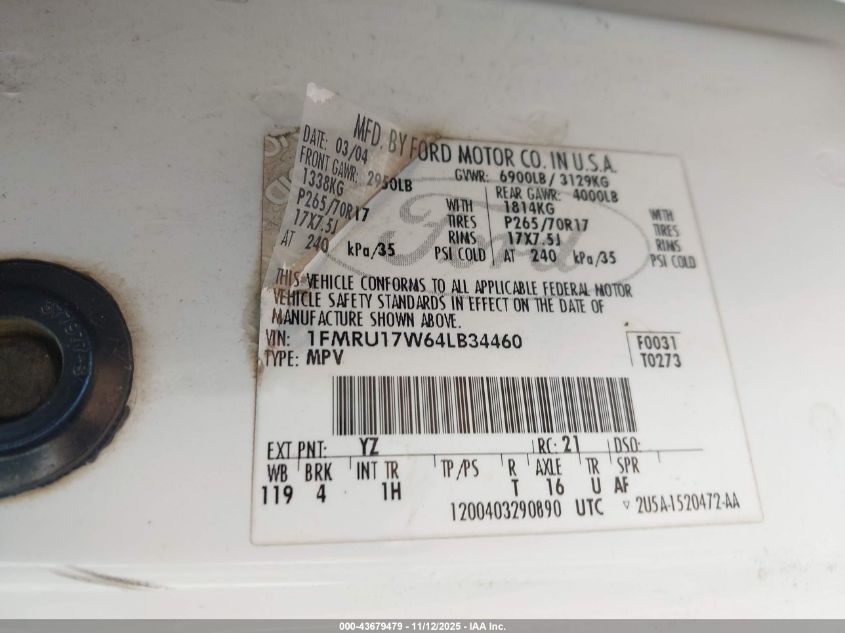 MFD. BY FORD MOTOR CO. IN U.S.A.
DATE: 03/04 GVWR: 6900LB / 3129KG
FRONT GAWR: 2950LB REAR GAWR: 4000LB
1338KG WITH 1814KG WITH
P265/70R17 TIRES P265/70R17 TIRES
17X7.5J RIMS 17X7.5J RIMS
AT 240 kPa/35 PSI COLD AT 240 kPa/35 PSI COLD
THIS VEHICLE CONFORMS TO ALL APPLICABLE FEDERAL MOTOR
VEHICLE SAFETY STANDARDS IN EFFECT ON THE DATE OF
MANUFACTURE SHOWN ABOVE.
VIN: 1FMRU17W64LB34460 F0031
TYPE: MPV T0273
EXT PNT: YZ RC: 21 DSO:
WB BRK INT TR TP/PS R AXLE TR SPR
119 4 1H T 16 U AF
1200403290890 UTC ▽ 2USA-1520472-AA
Ford
000-43679479 - 11/12/2025 - IAA Inc.